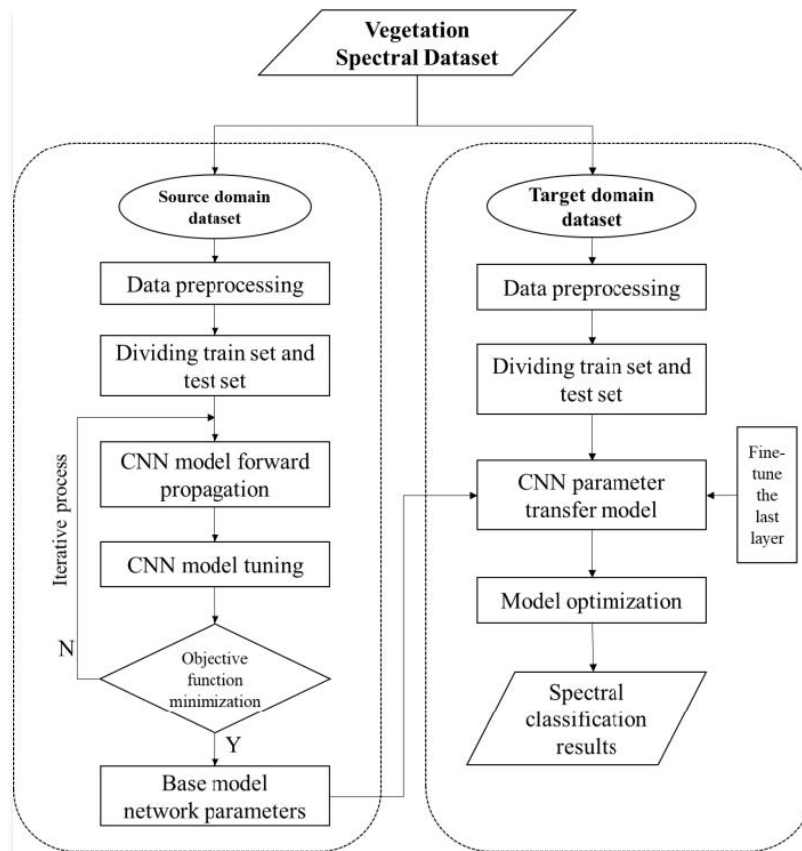 Vegetation
Spectral Dataset
Source domain
dataset
Data preprocessing
Dividing train set and
test set
Iterative process
CNN model forward
propagation
CNN model tuning
N
Objective
function
minimization
Y
Base model
network parameters
Target domain
dataset
Data preprocessing
Dividing train set and
test set
CNN parameter
transfer model
Fine-
tune
the
last
layer
Model optimization
Spectral
classification
results